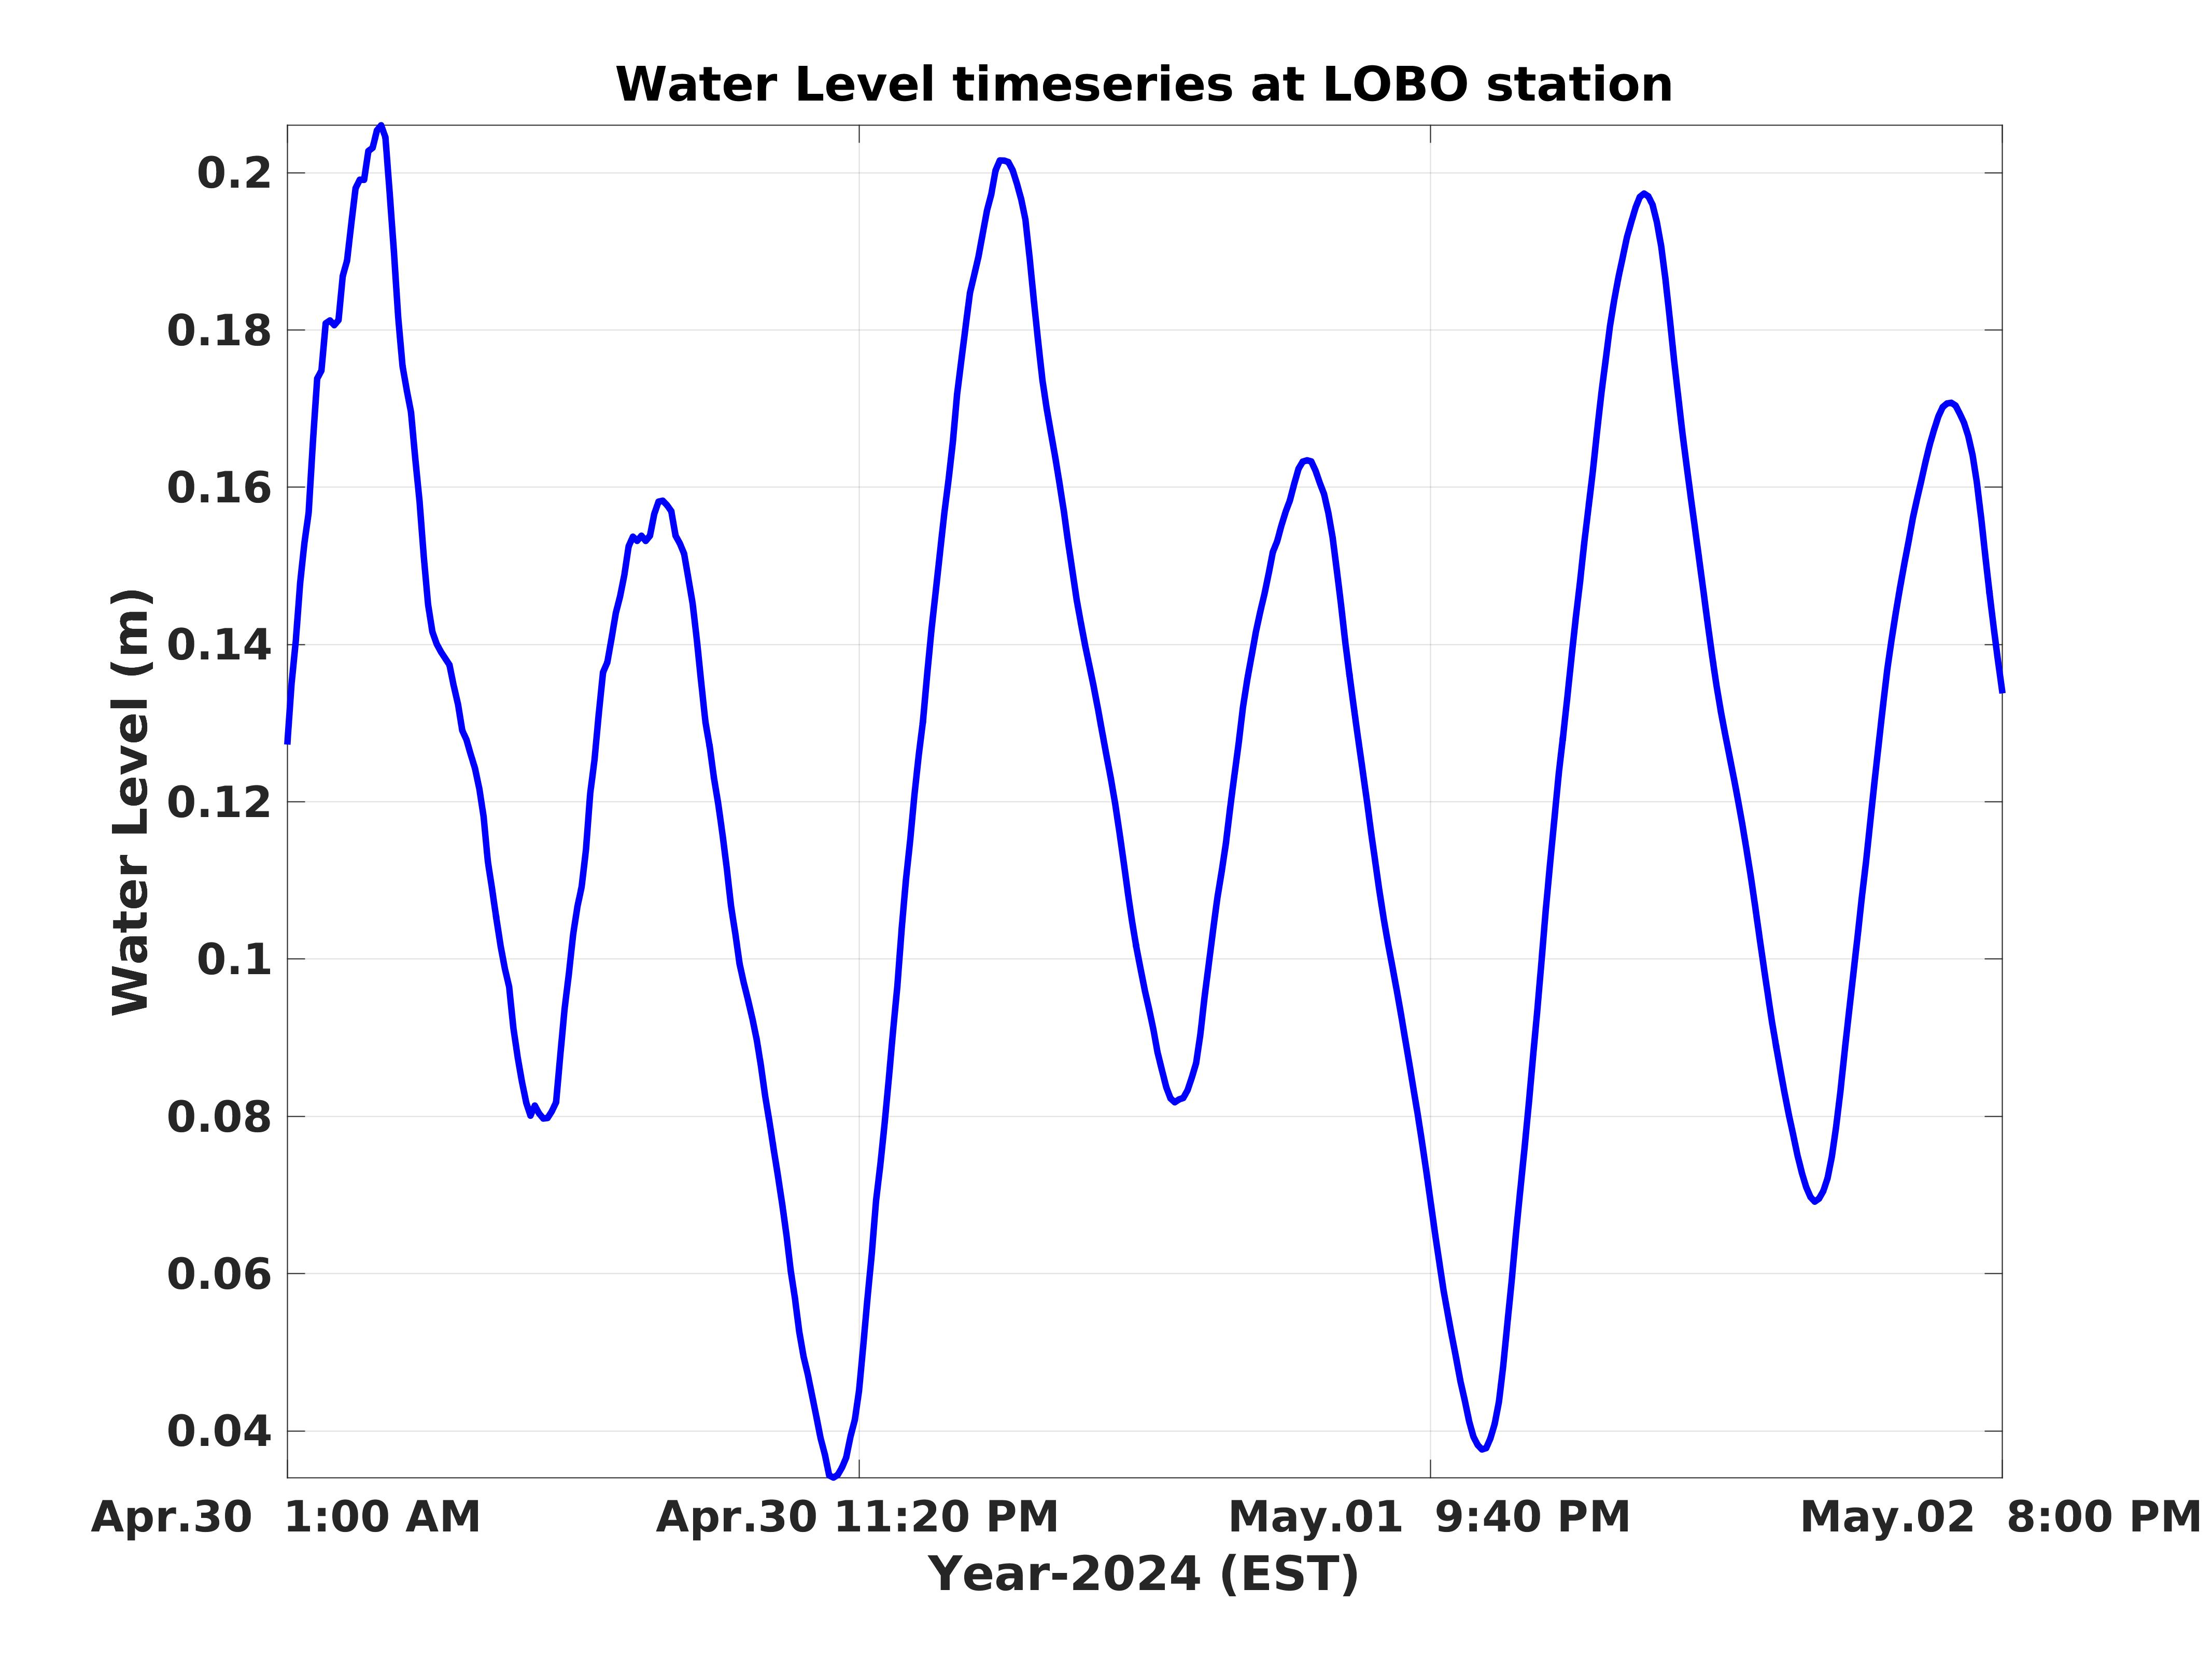 Water Level timeseries at LOBO station
Water Level (m)
0.2
0.18
0.16
0.14
0.12
0.1
0.08
0.06
0.04
Apr.30  1:00 AM
Apr.30 11:20 PM
May.01  9:40 PM
May.02  8:00 PM
Year-2024 (EST)